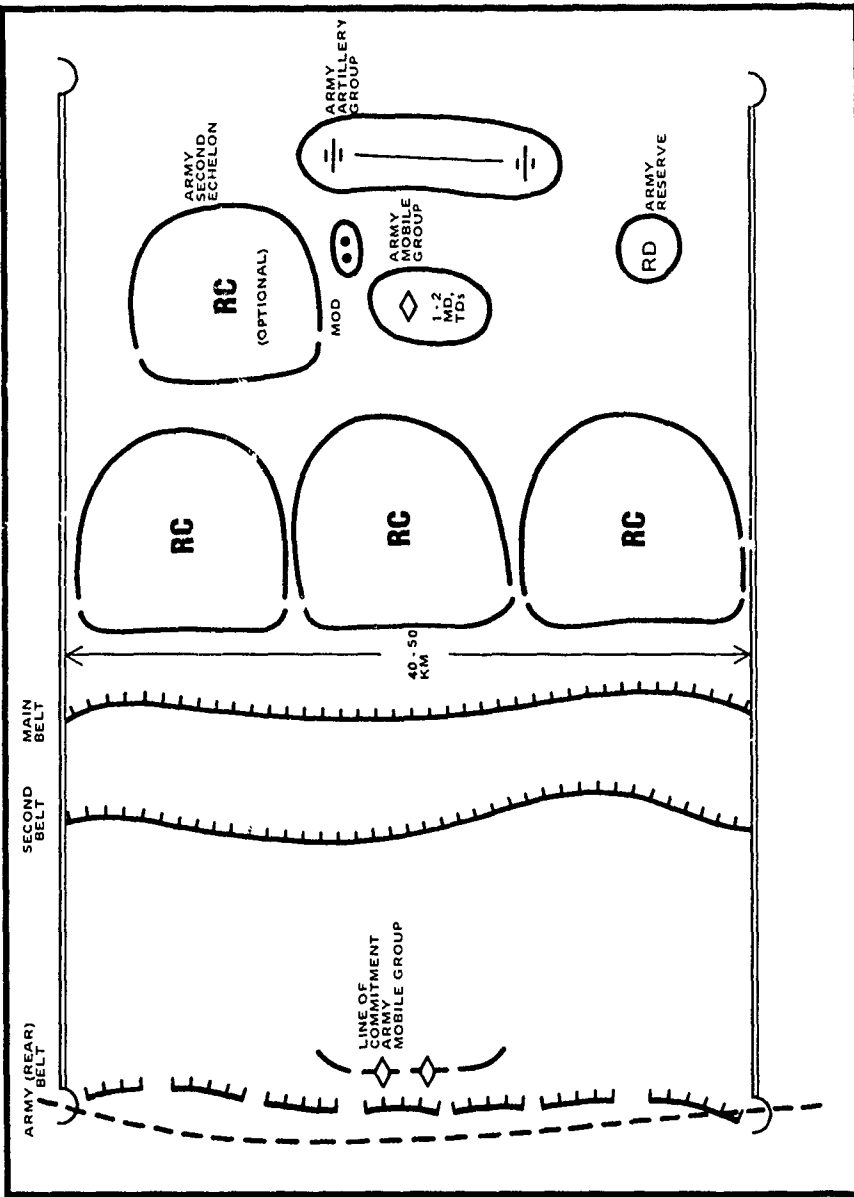 ARMY (REAR)
BELT
SECOND
BELT
MAIN
BELT
RC
ARMY
SECOND
ECHELON
RC
(OPTIONAL)
MOD
ARMY
ARTILLERY
GROUP
LINE OF
COMMITMENT
ARMY
MOBILE GROUP
40 - 50
KM
RC
ARMY
MOBILE
GROUP
1 - 2
MD,
TDs
RC
ARMY
RESERVE
RD